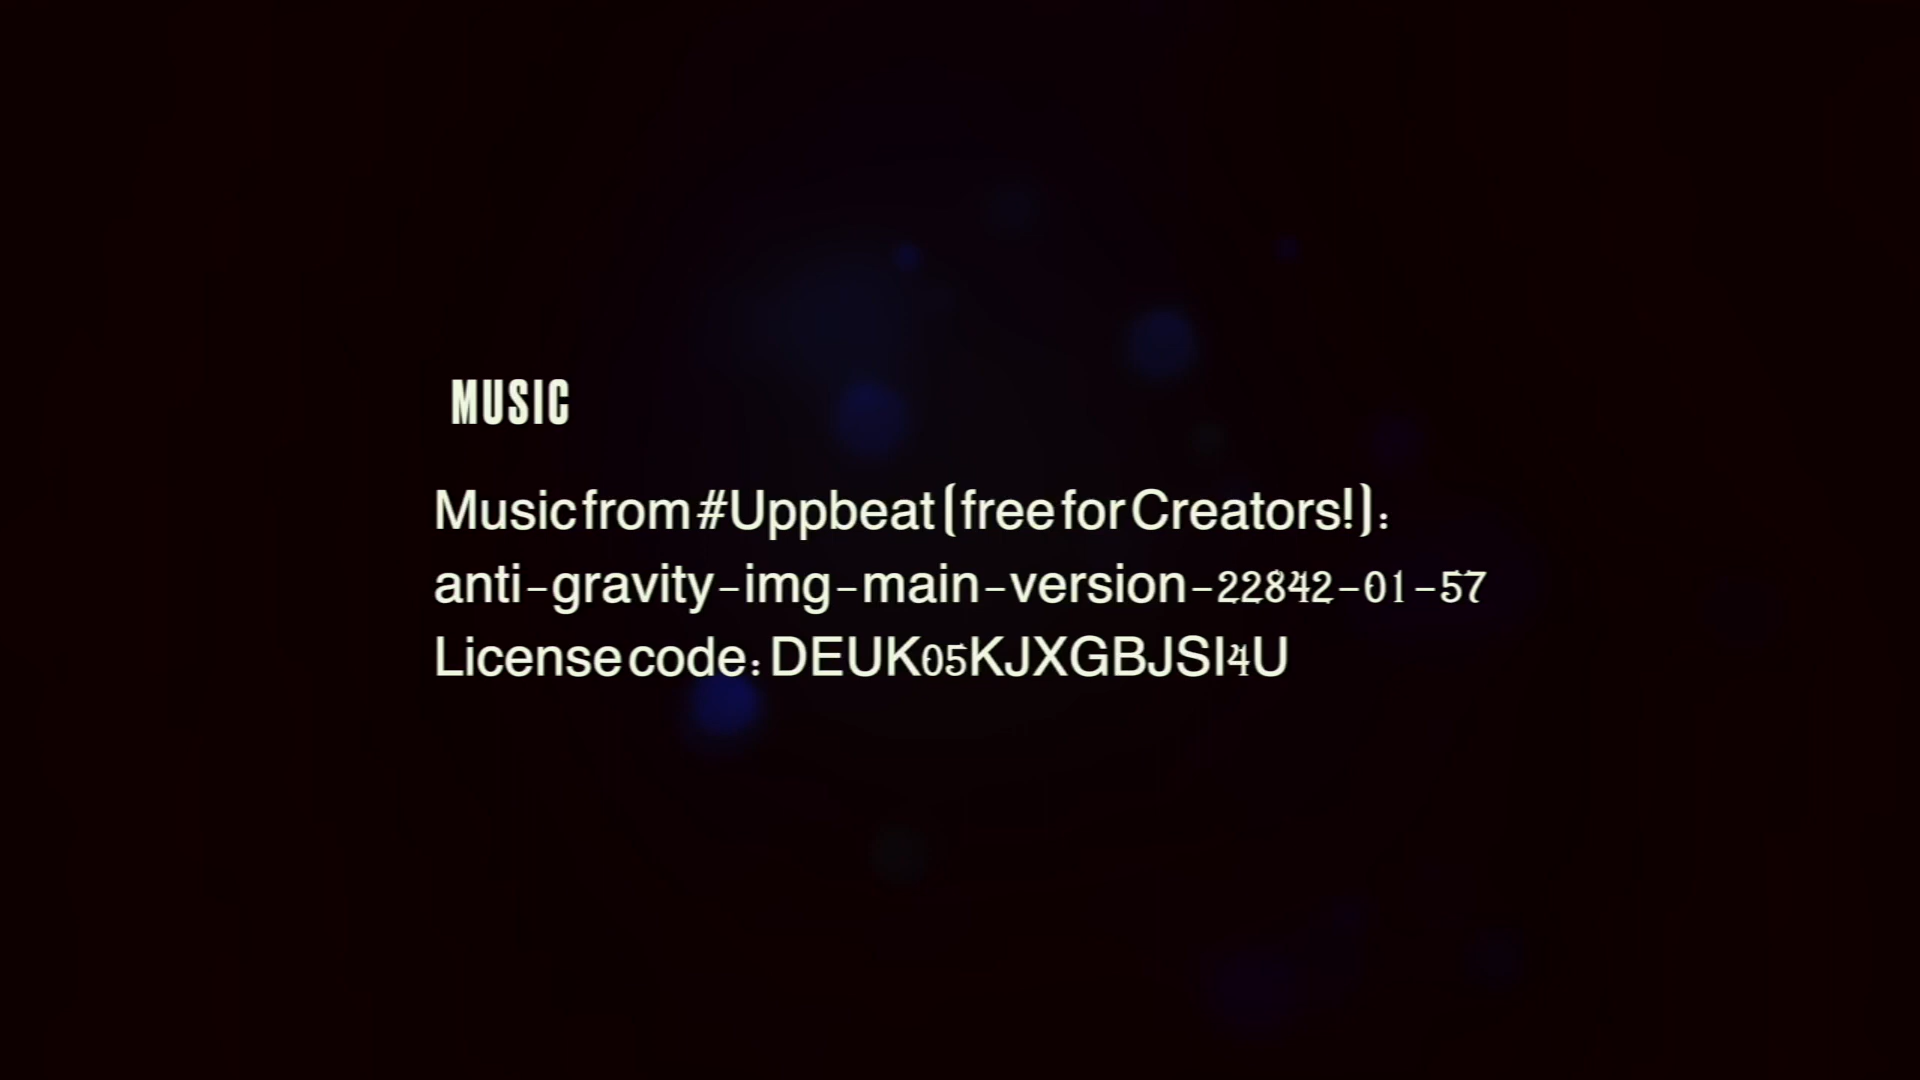 MUSIC
Music from #Uppbeat (free for Creators!):
anti-gravity-img-main-version-22842-01-57
License code: DEUK05KJXGBJSI4U